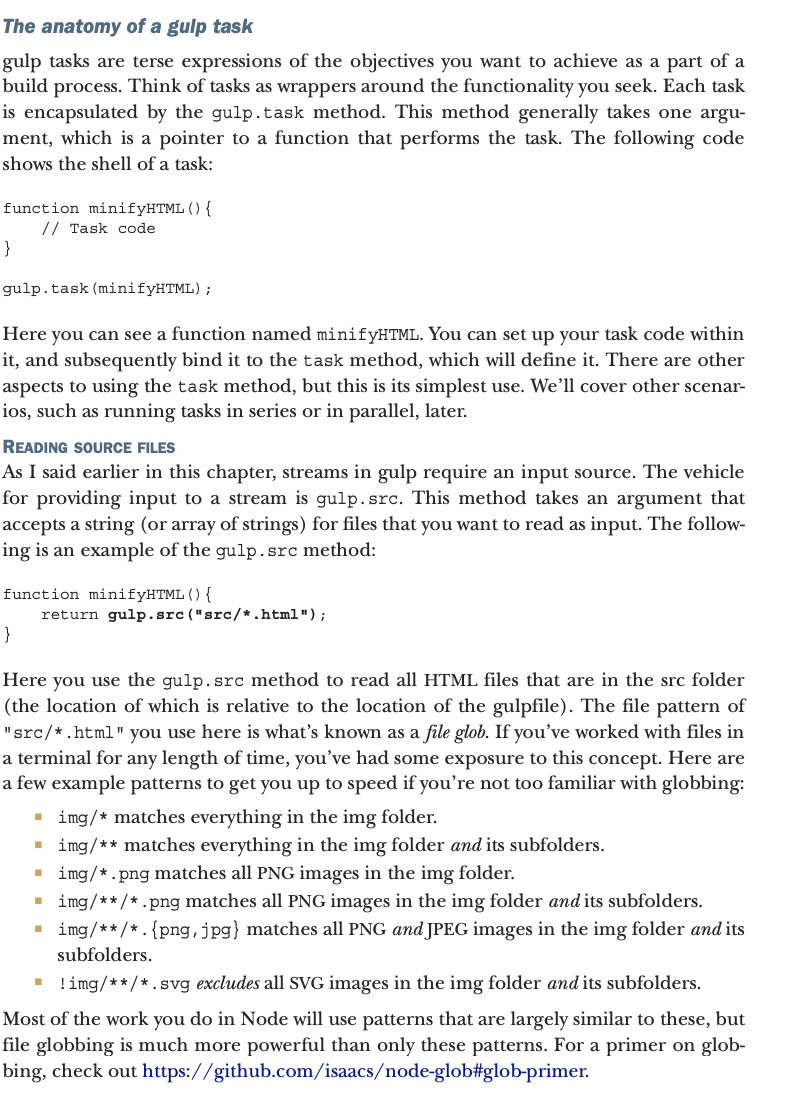 The anatomy of a gulp task
gulp tasks are terse expressions of the objectives you want to achieve as a part of a
build process. Think of tasks as wrappers around the functionality you seek. Each task
is encapsulated by the gulp.task method. This method generally takes one argu-
ment, which is a pointer to a function that performs the task. The following code
shows the shell of a task:
function minifyHTML(){
    // Task code
}
gulp.task(minifyHTML);
Here you can see a function named minifyHTML. You can set up your task code within
it, and subsequently bind it to the task method, which will define it. There are other
aspects to using the task method, but this is its simplest use. We'll cover other scenar-
ios, such as running tasks in series or in parallel, later.
READING SOURCE FILES
As I said earlier in this chapter, streams in gulp require an input source. The vehicle
for providing input to a stream is gulp.src. This method takes an argument that
accepts a string (or array of strings) for files that you want to read as input. The follow-
ing is an example of the gulp.src method:
function minifyHTML(){
    return gulp.src("src/*.html");
}
Here you use the gulp.src method to read all HTML files that are in the src folder
(the location of which is relative to the location of the gulpfile). The file pattern of
"src/*.html" you use here is what's known as a file glob. If you've worked with files in
a terminal for any length of time, you've had some exposure to this concept. Here are
a few example patterns to get you up to speed if you're not too familiar with globbing:
■ img/* matches everything in the img folder.
■ img/** matches everything in the img folder and its subfolders.
■ img/*.png matches all PNG images in the img folder.
■ img/**/*.png matches all PNG images in the img folder and its subfolders.
■ img/**/*.{png,jpg} matches all PNG and JPEG images in the img folder and its
subfolders.
■ !img/**/*.svg excludes all SVG images in the img folder and its subfolders.
Most of the work you do in Node will use patterns that are largely similar to these, but
file globbing is much more powerful than only these patterns. For a primer on glob-
bing, check out https://github.com/isaacs/node-glob#glob-primer.